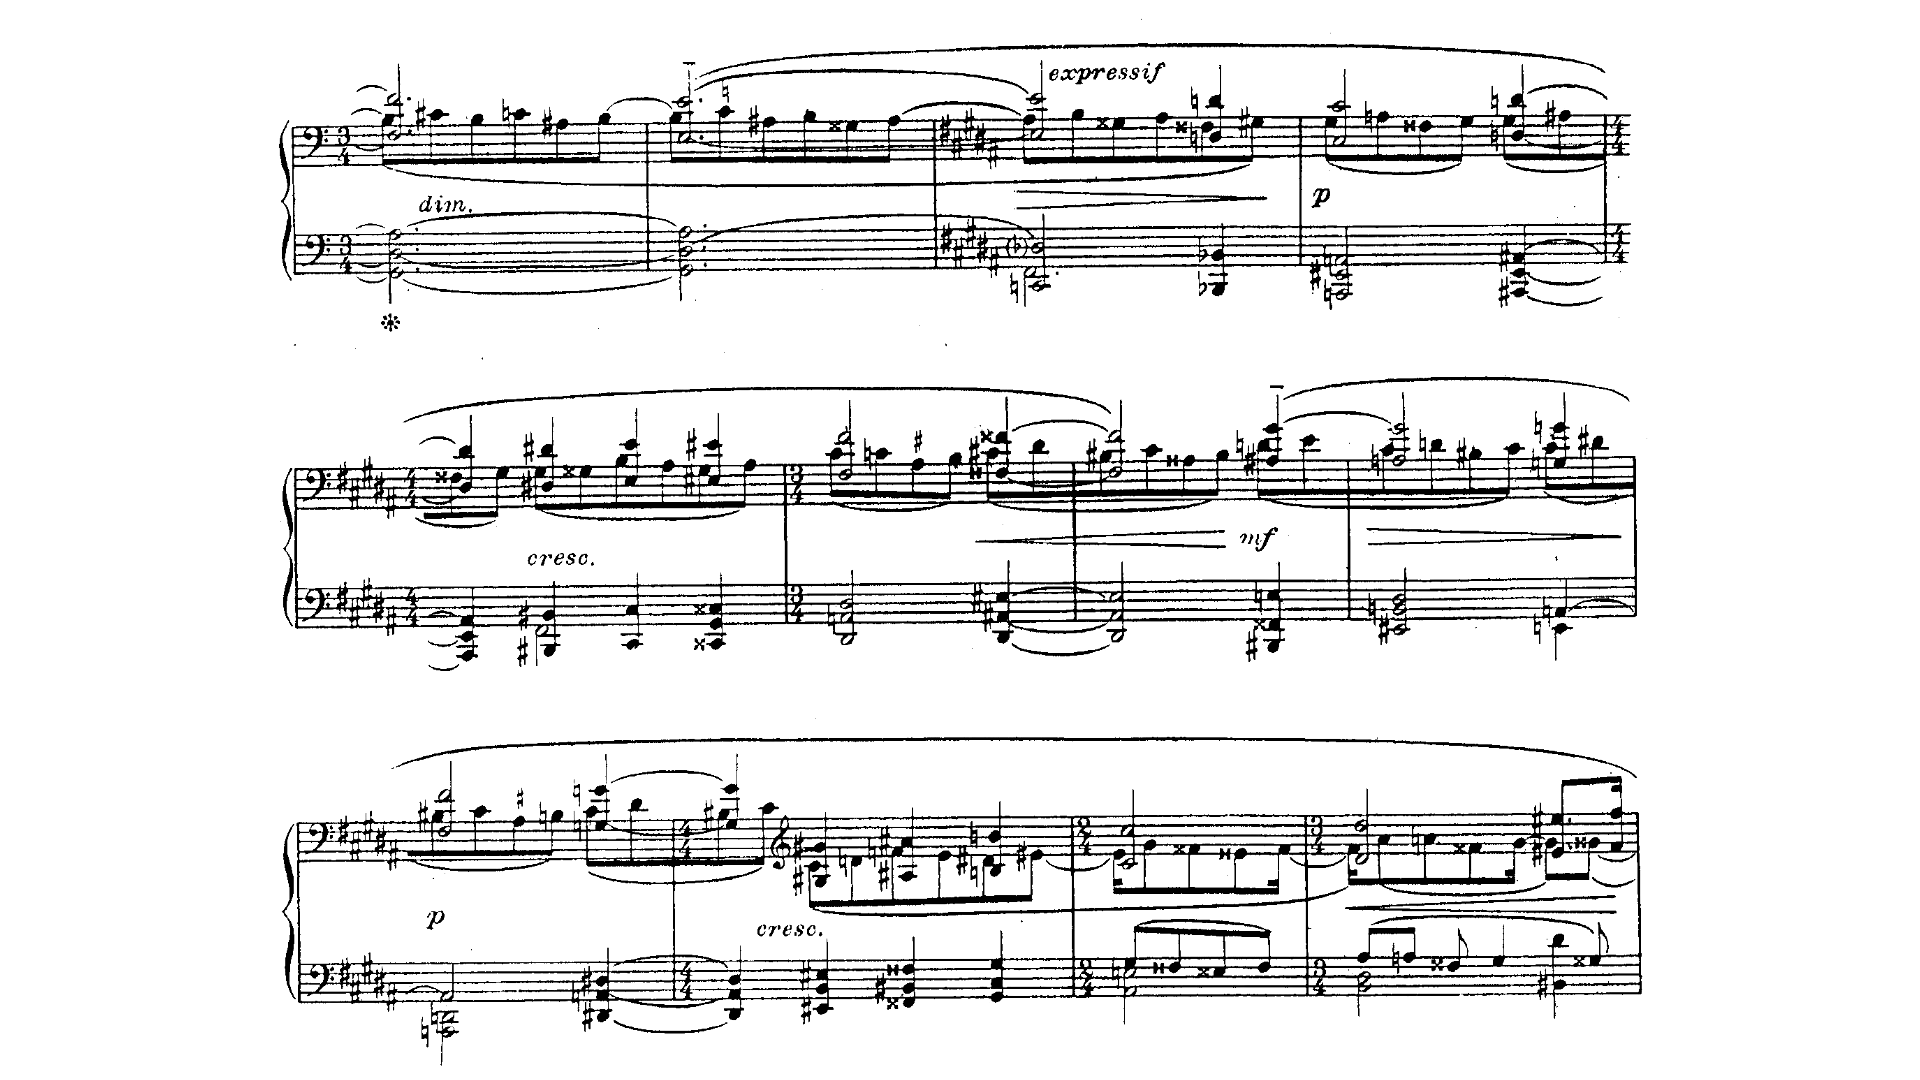 expressif
dim.
p
cresc.
mf
p
cresc.